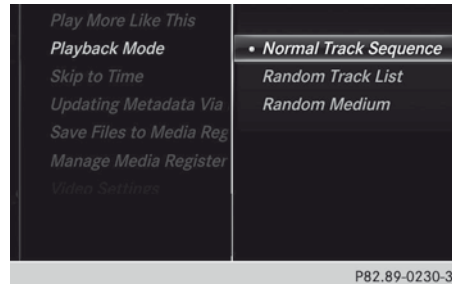 Play More Like This
Playback Mode
Skip to Time
Updating Metadata Via
Save Files to Media Reg
Manage Media Register
Video Settings
• Normal Track Sequence
Random Track List
Random Medium
P82.89-0230-3